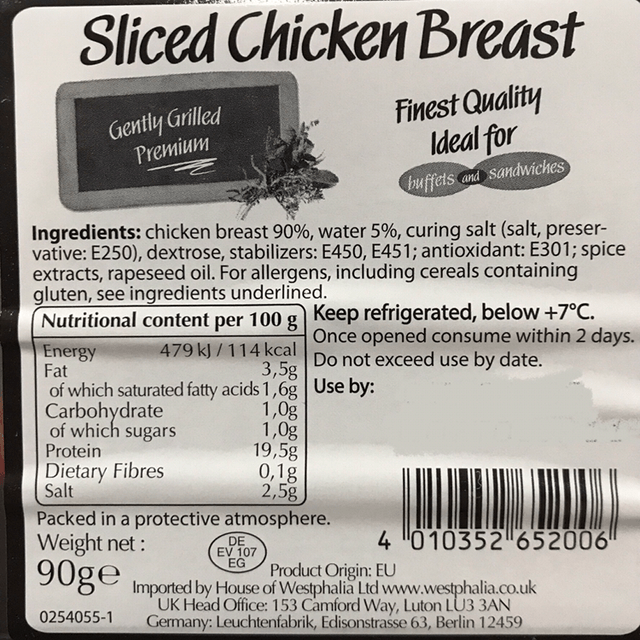 Sliced Chicken Breast
Gently Grilled
Premium
Finest Quality
Ideal for
buffets and sandwiches
Ingredients: chicken breast 90%, water 5%, curing salt (salt, preser-
vative: E250), dextrose, stabilizers: E450, E451; antioxidant: E301; spice
extracts, rapeseed oil. For allergens, including cereals containing
gluten, see ingredients underlined.
Nutritional content per 100 g
Energy 479 kJ / 114 kcal
Fat 3,5g
of which saturated fatty acids 1,6g
Carbohydrate 1,0g
of which sugars 1,0g
Protein 19,5g
Dietary Fibres 0,1g
Salt 2,5g
Keep refrigerated, below +7°C.
Once opened consume within 2 days.
Do not exceed use by date.
Use by:
Packed in a protective atmosphere.
Weight net :
90g℮
DE
EV 107
EG
4 010352 652006
Product Origin: EU
Imported by House of Westphalia Ltd www.westphalia.co.uk
UK Head Office: 153 Camford Way, Luton LU3 3AN
Germany: Leuchtenfabrik, Edisonstrasse 63, Berlin 12459
0254055-1